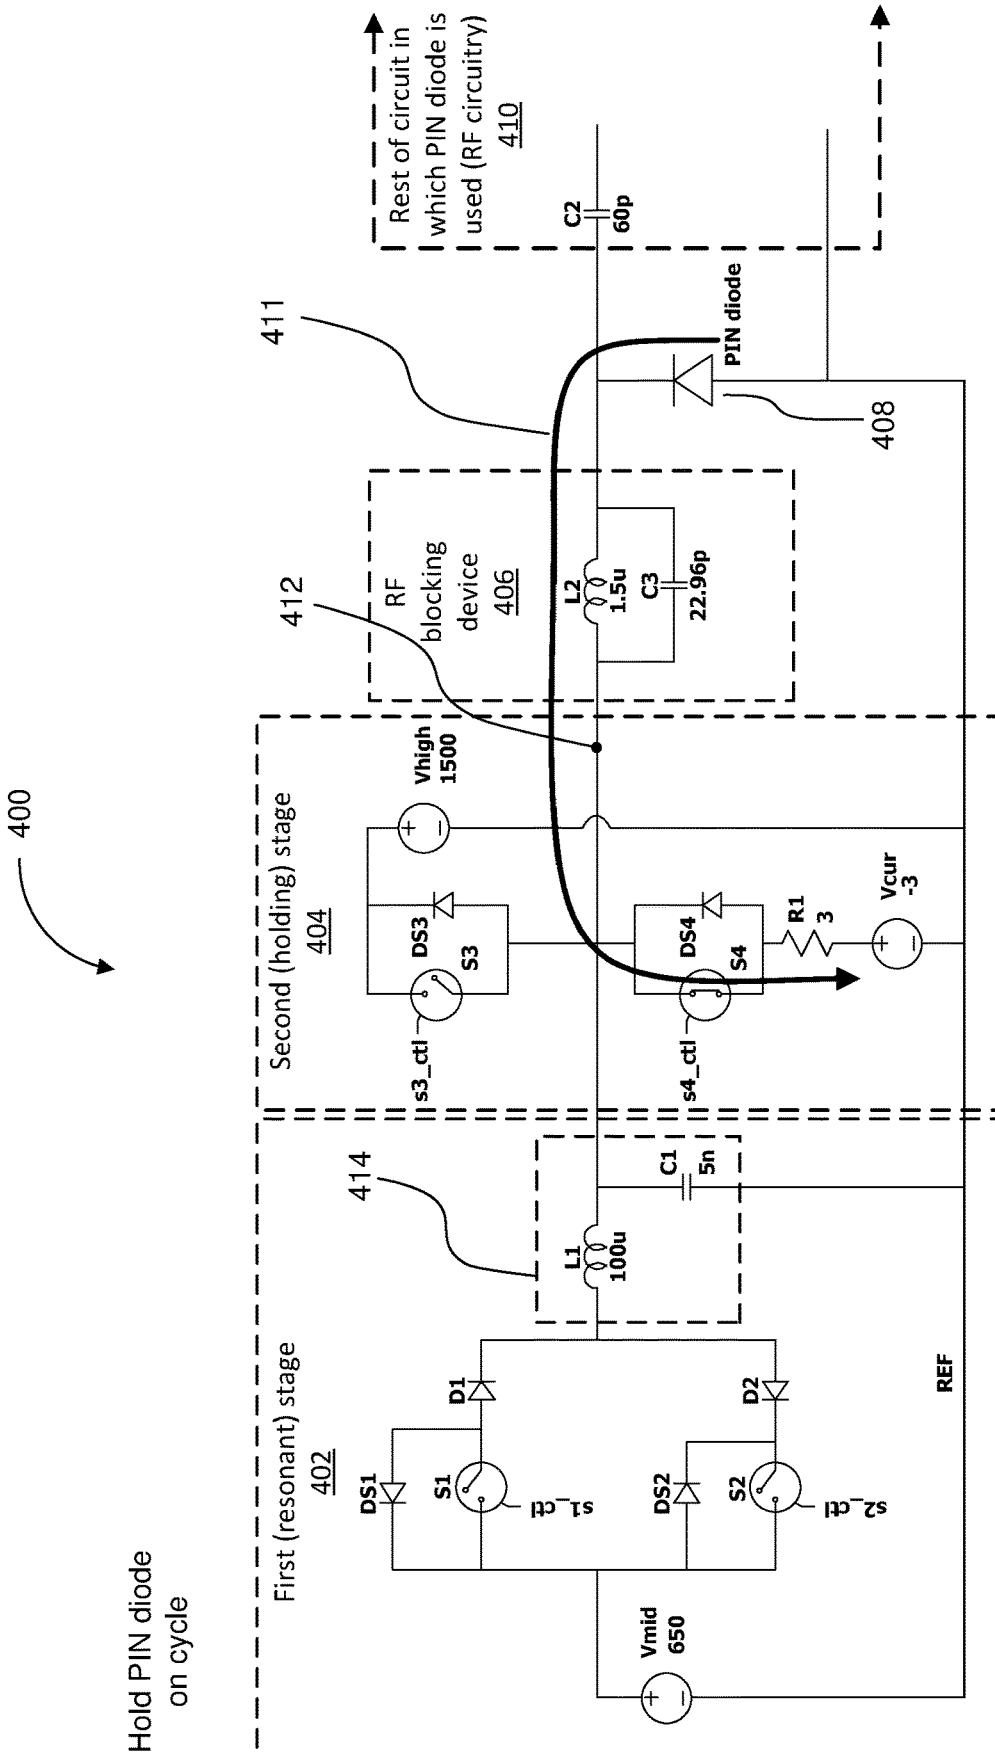 400
Hold PIN diode
on cycle
First (resonant) stage
402
DS1
S1
s1_ctl
D1
DS2
S2
s2_ctl
D2
Vmid
650
REF
414
L1
100u
C1
5n
Second (holding) stage
404
s3_ctl
S3
DS3
Vhigh
1500
s4_ctl
S4
DS4
R1
3
Vcur
-3
412
RF
blocking
device
406
L2
1.5u
C3
22.96p
411
PIN diode
408
Rest of circuit in
which PIN diode is
used (RF circuitry)
410
C2
60p